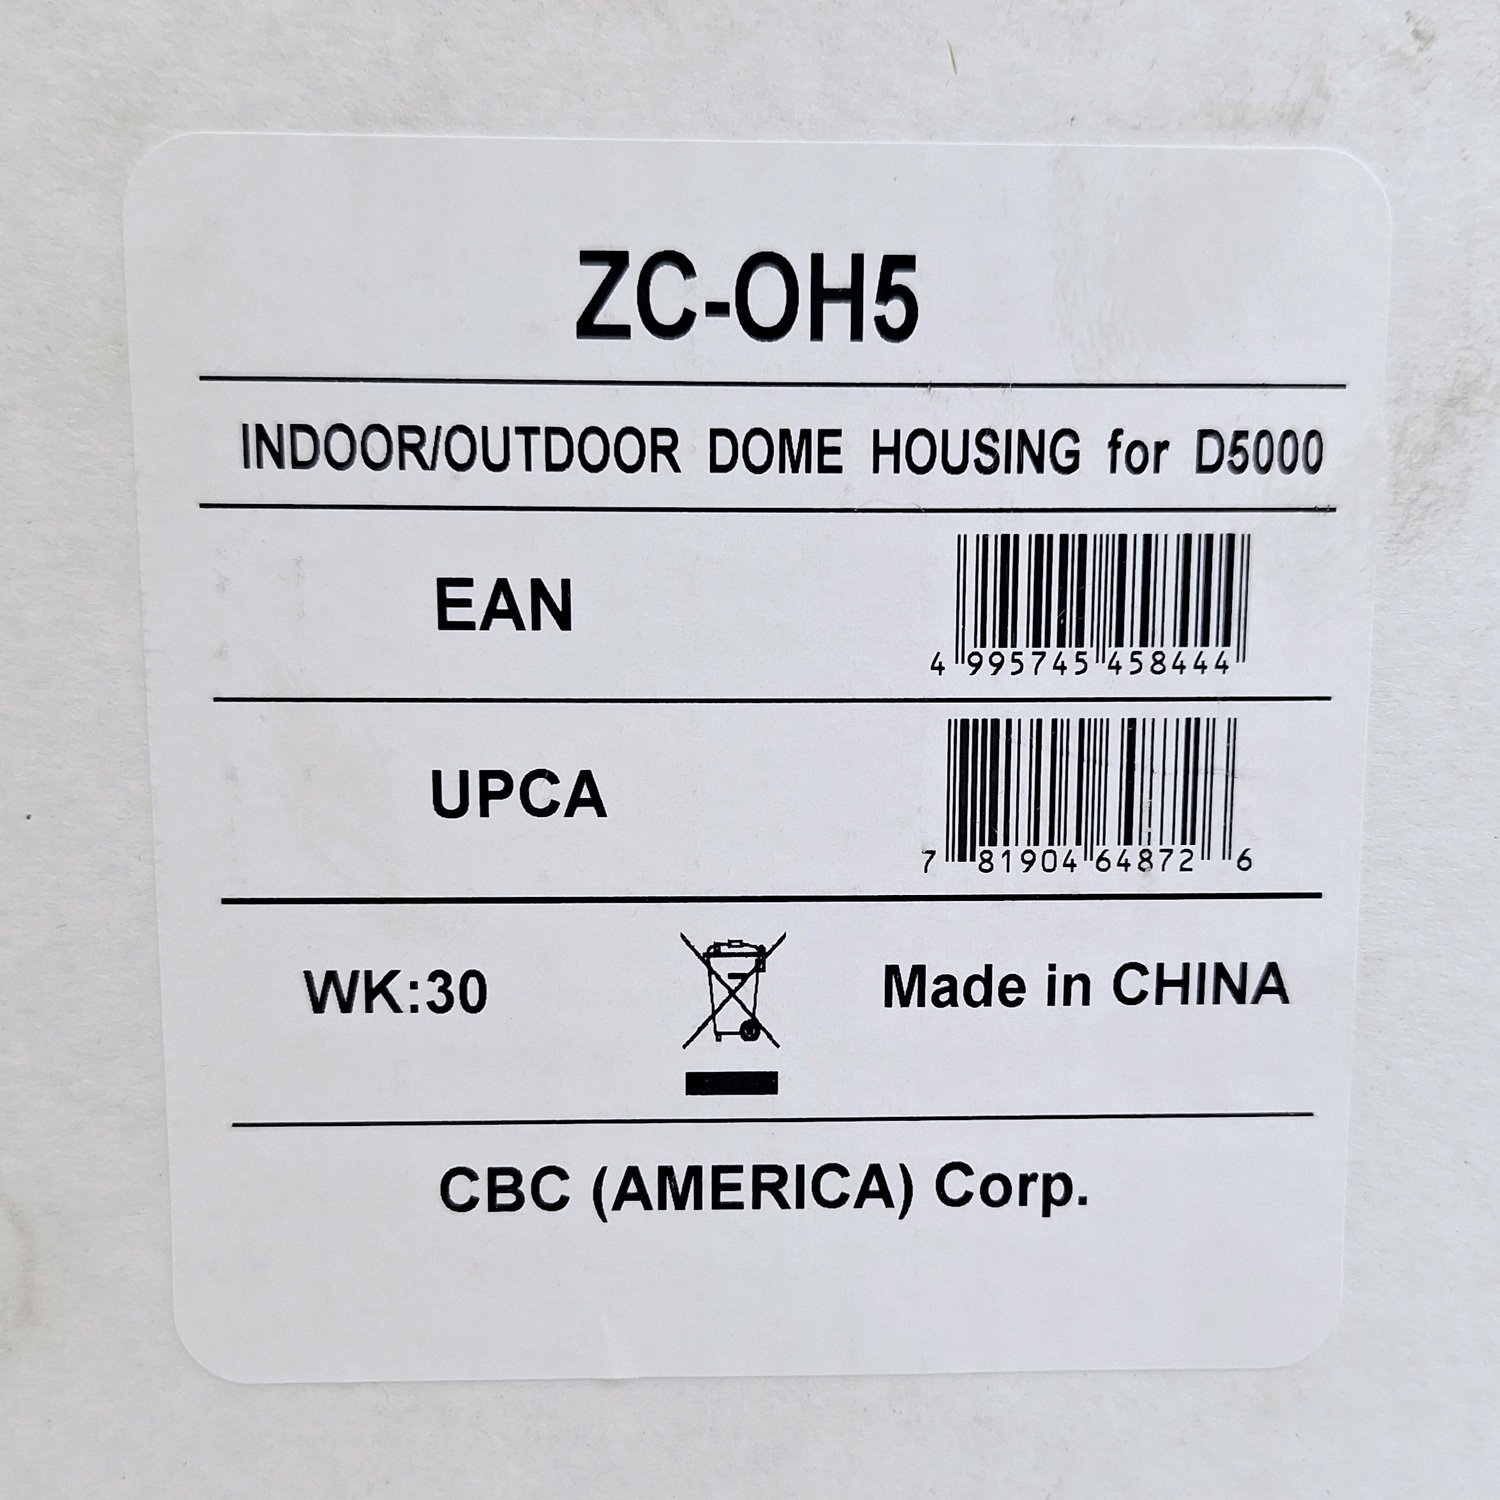 ZC-OH5
INDOOR/OUTDOOR DOME HOUSING for D5000
EAN
4 995745 458444
UPCA
7 81904 64872 6
WK:30
Made in CHINA
CBC (AMERICA) Corp.